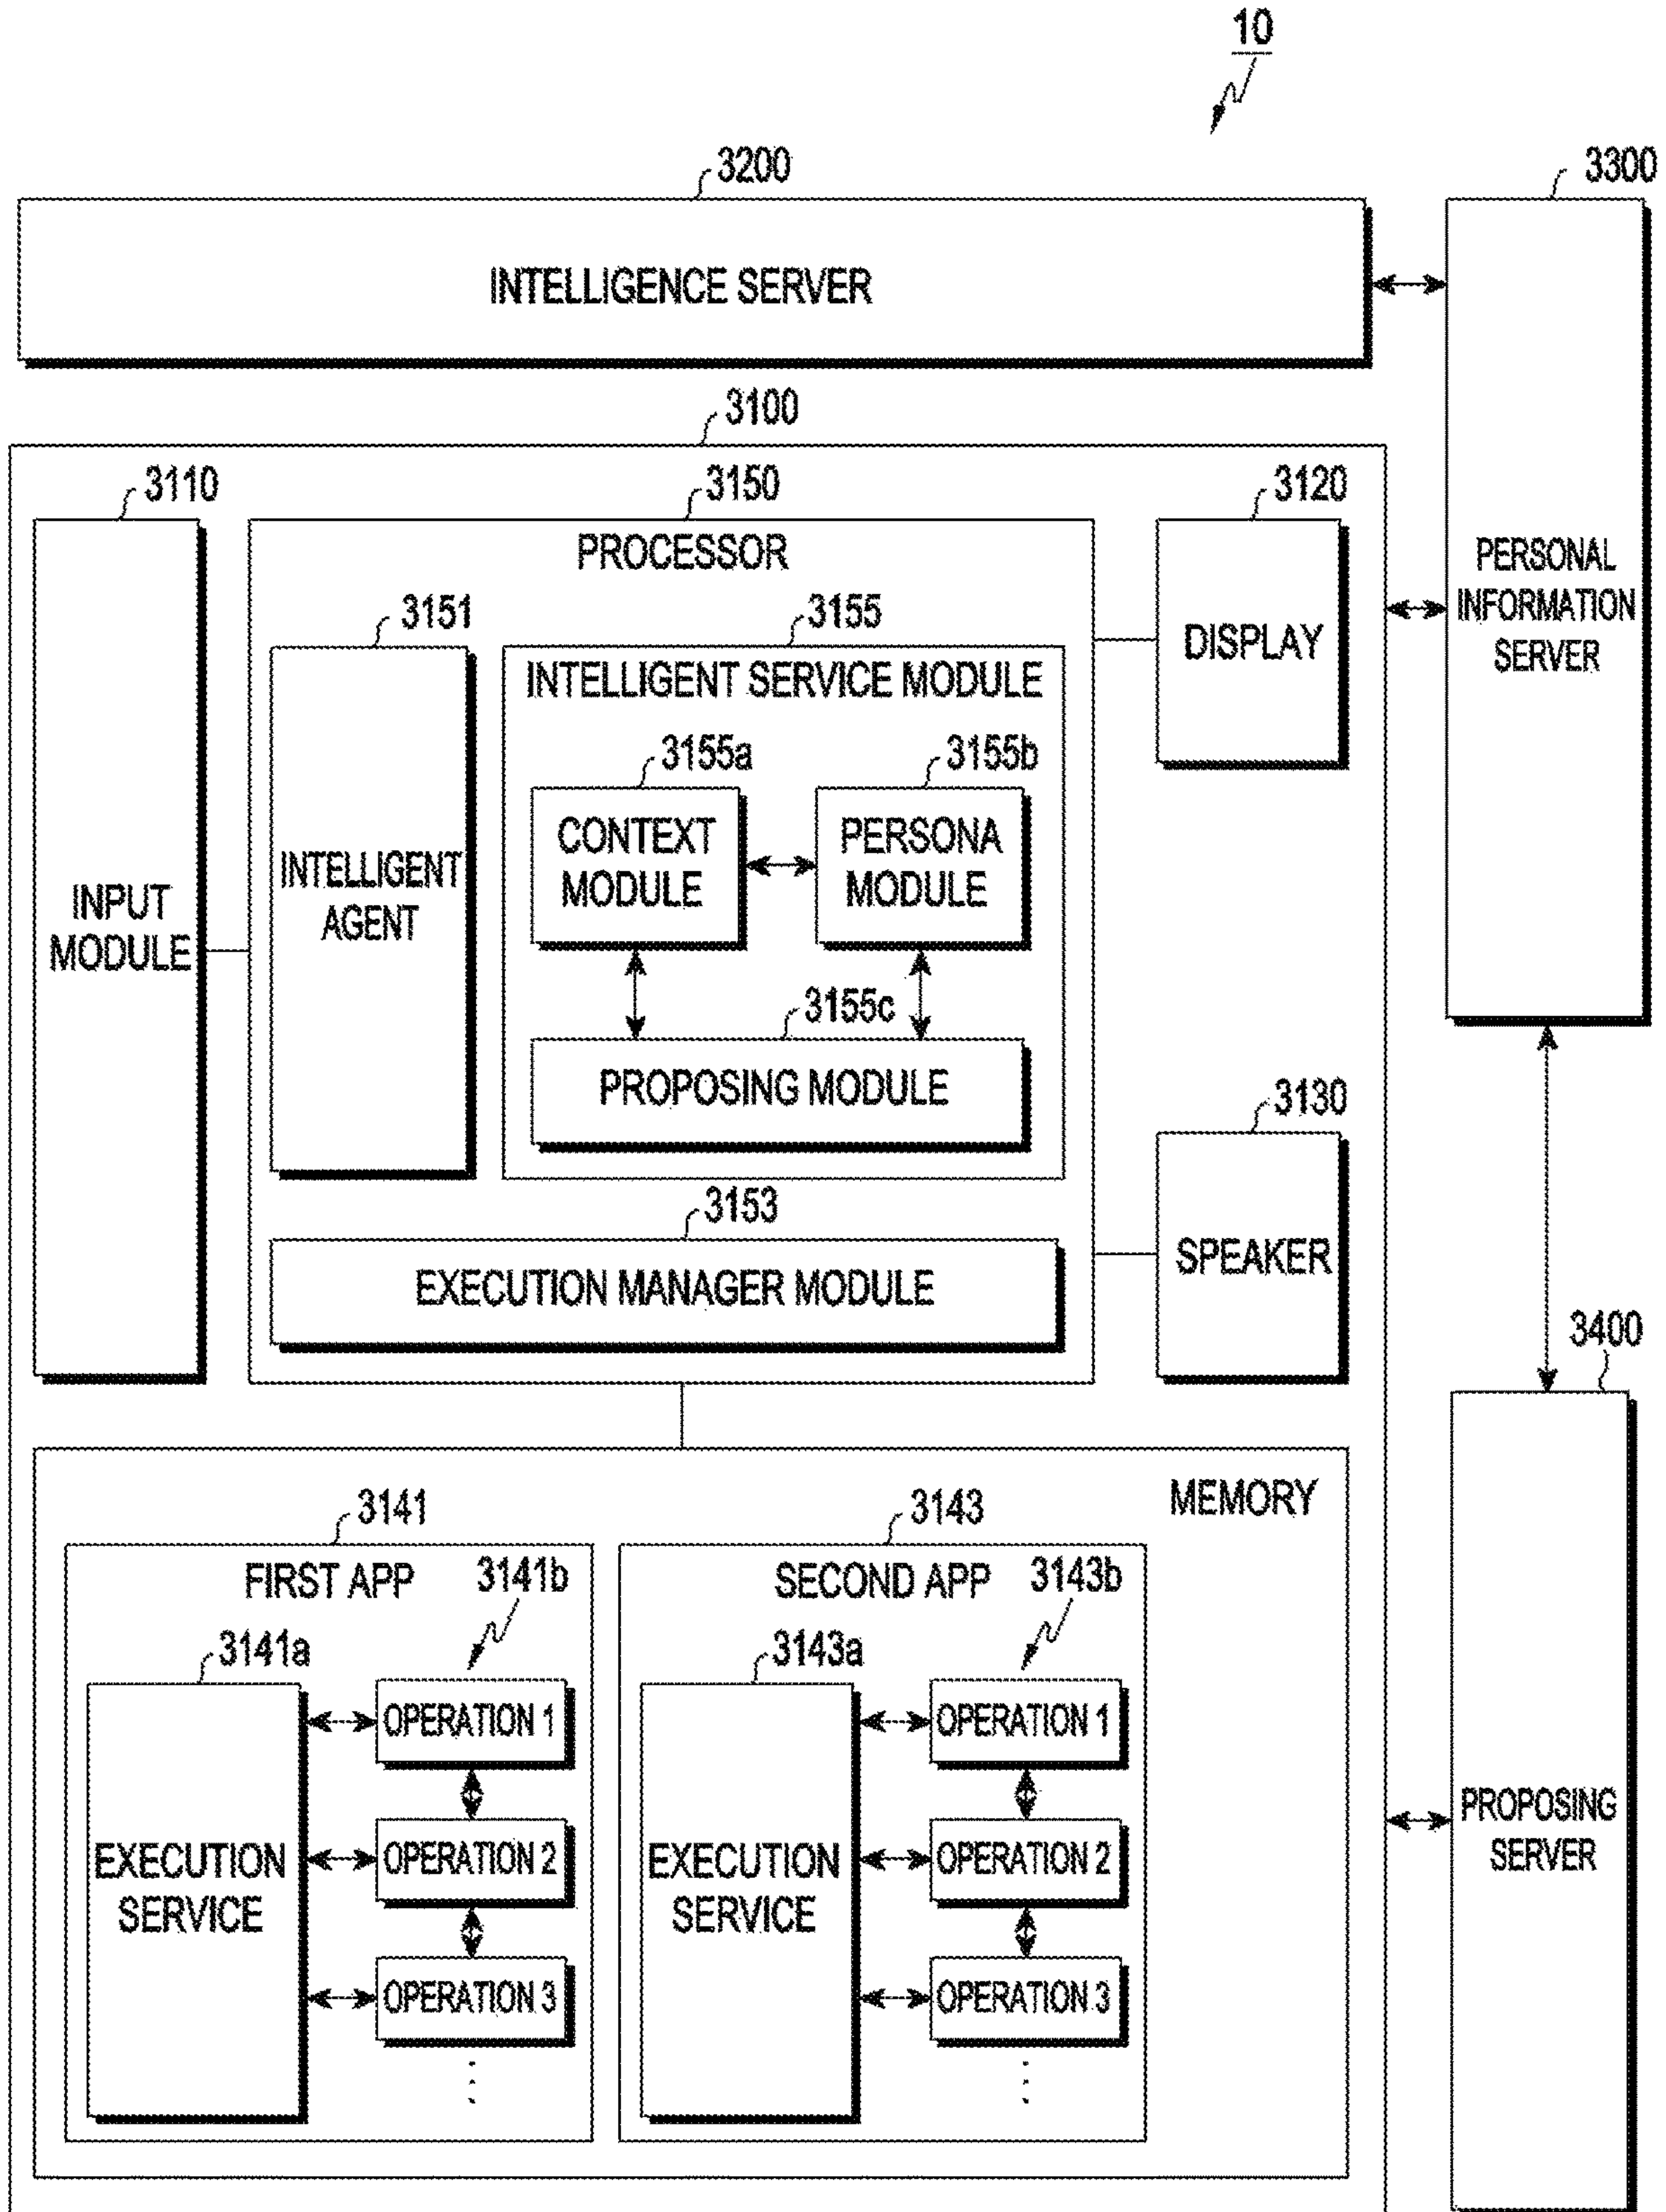 10
3200
3300
INTELLIGENCE SERVER
3100
3110
3150
3120
PROCESSOR
PERSONAL
INFORMATION
SERVER
3151
3155
DISPLAY
INTELLIGENT SERVICE MODULE
3155a
3155b
CONTEXT
MODULE
PERSONA
MODULE
INTELLIGENT
AGENT
INPUT
MODULE
3155c
PROPOSING MODULE
3130
3153
SPEAKER
EXECUTION MANAGER MODULE
3400
MEMORY
3141
3143
FIRST APP
3141b
SECOND APP
3143b
3141a
3143a
OPERATION 1
OPERATION 1
EXECUTION
SERVICE
OPERATION 2
EXECUTION
SERVICE
OPERATION 2
PROPOSING
SERVER
OPERATION 3
OPERATION 3